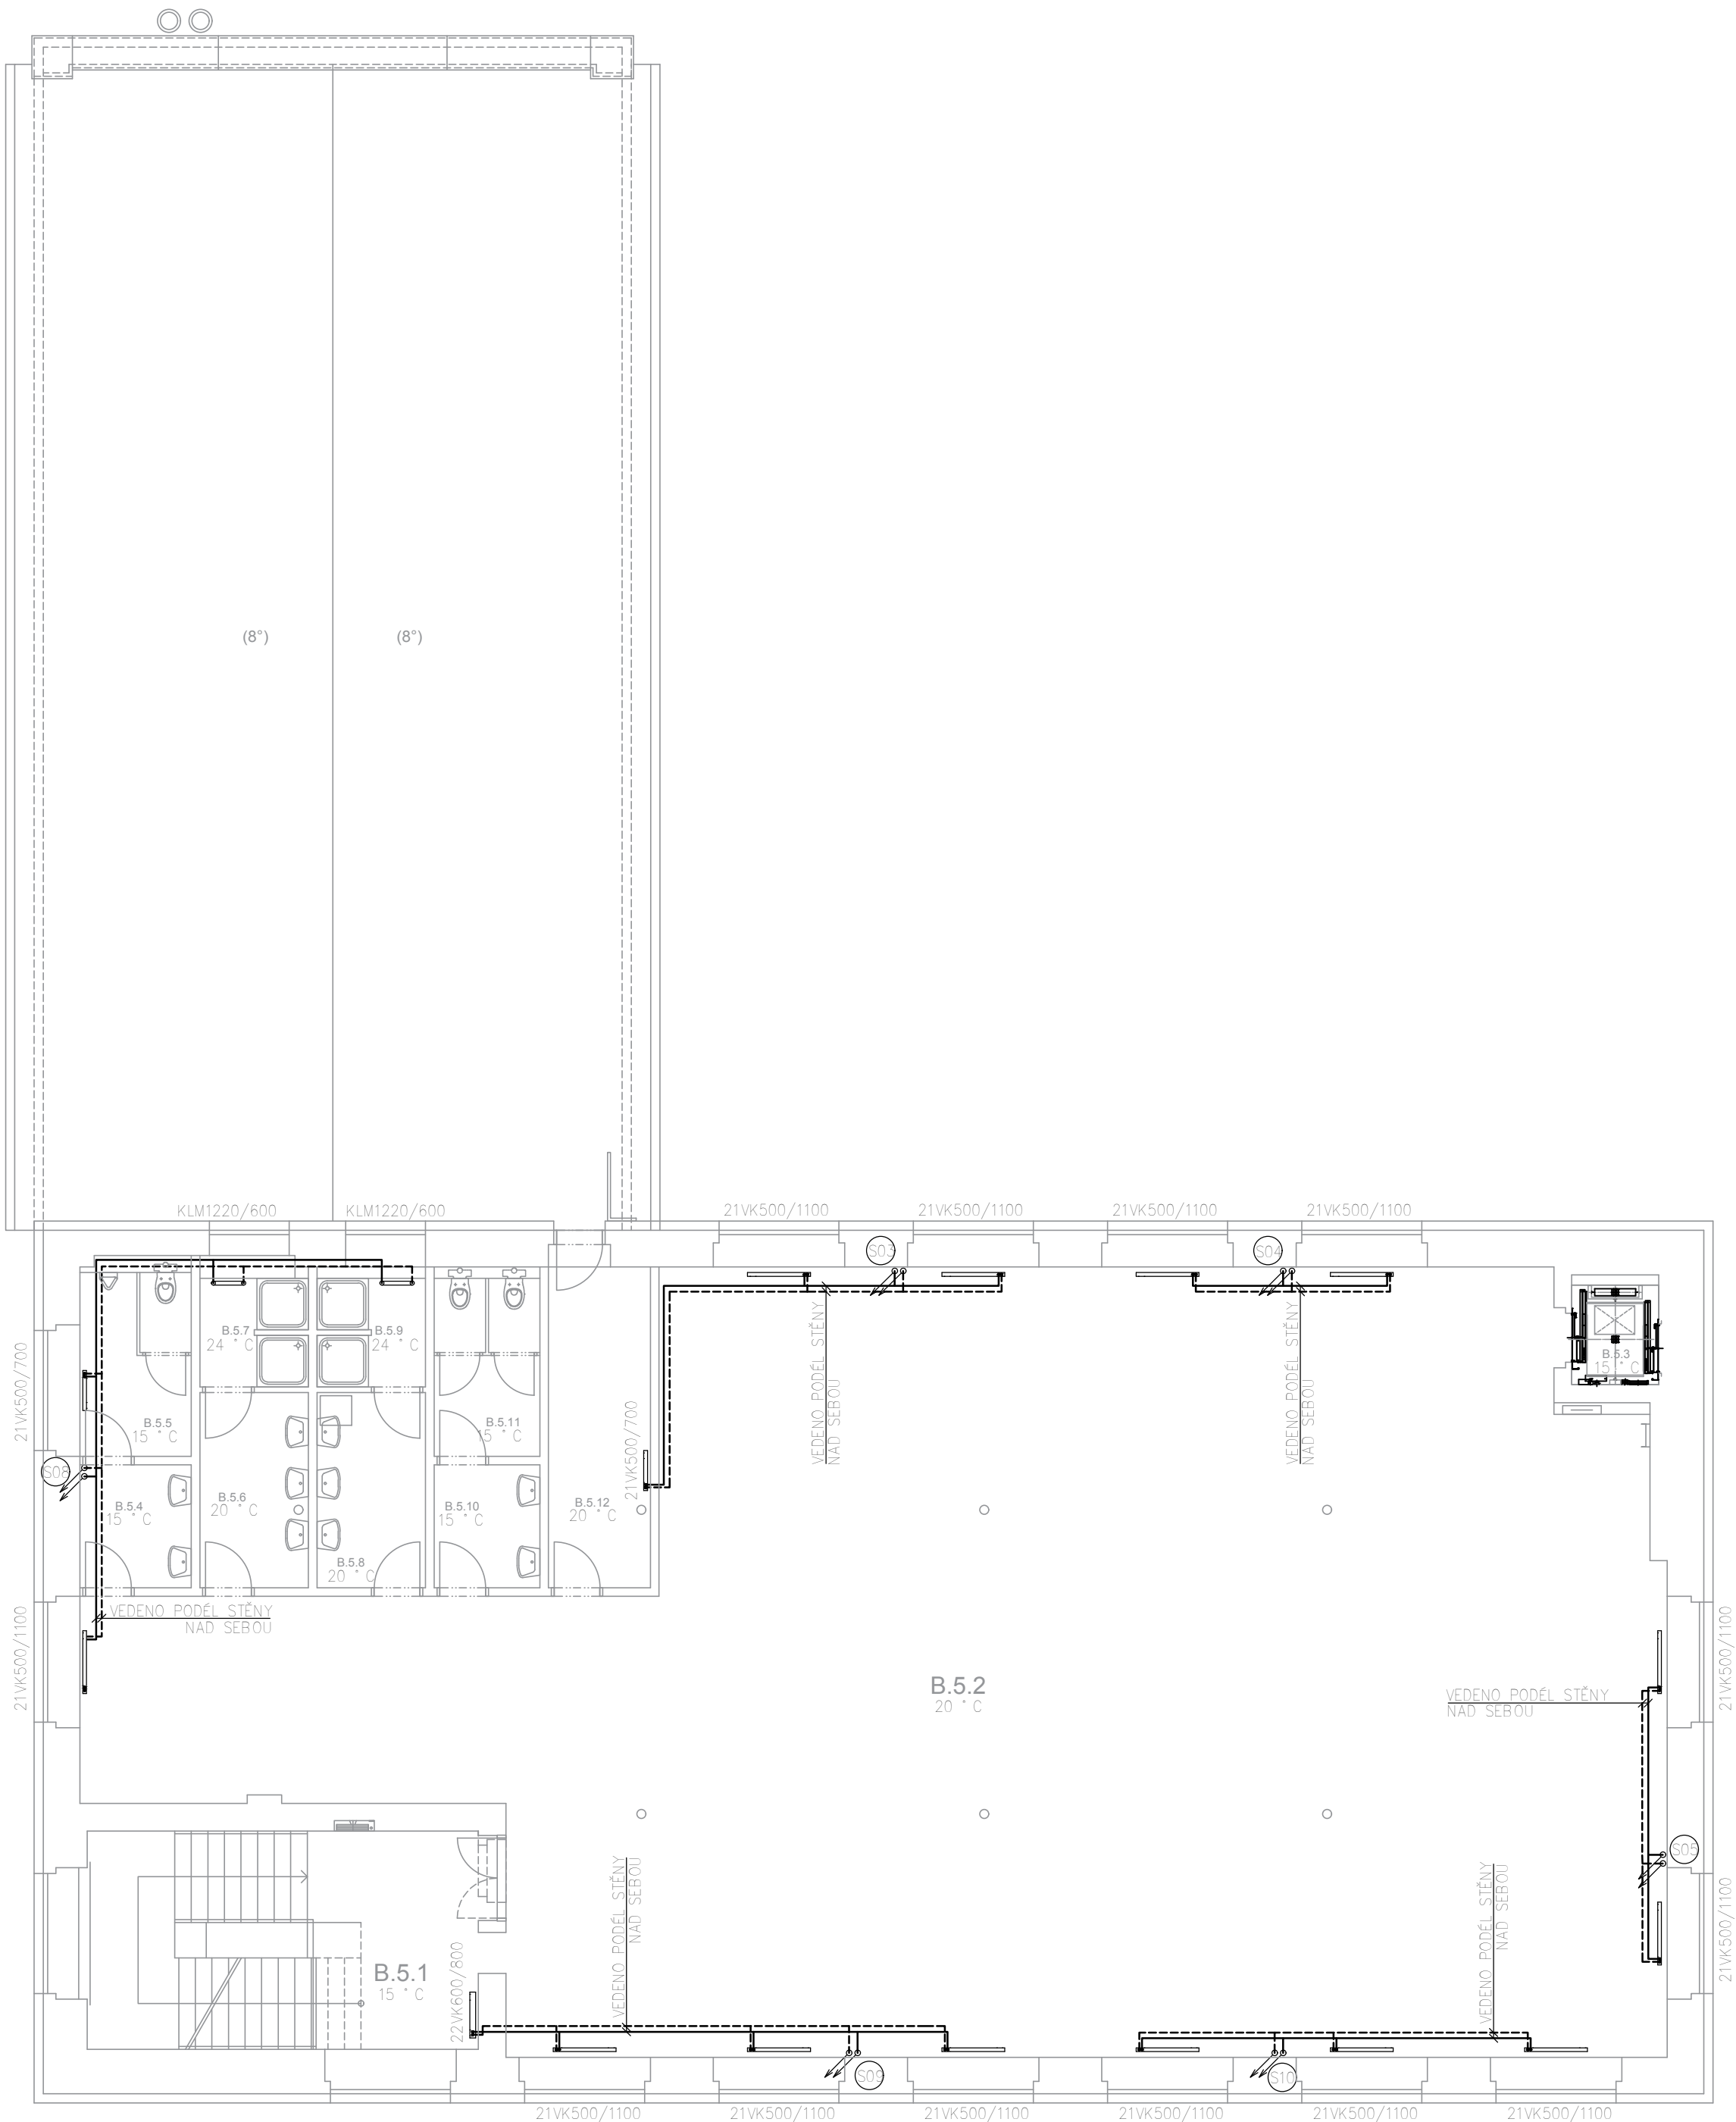 (8°)
(8°)
KLM1220/600
KLM1220/600
21VK500/1100
21VK500/1100
21VK500/1100
21VK500/1100
S03
S04
B.5.7
24 °C
B.5.9
24 °C
B.5.3
15 °C
21VK500/700
VEDENO PODÉL STĚNY
NAD SEBOU
VEDENO PODÉL STĚNY
NAD SEBOU
B.5.5
15 °C
B.5.11
15 °C
21VK500/700
S08
B.5.4
15 °C
B.5.6
20 °C
B.5.10
15 °C
B.5.12
20 °C
B.5.8
20 °C
VEDENO PODÉL STĚNY
NAD SEBOU
21VK500/1100
21VK500/1100
B.5.2
20 °C
VEDENO PODÉL STĚNY
NAD SEBOU
S05
21VK500/1100
VEDENO PODÉL STĚNY
NAD SEBOU
VEDENO PODÉL STĚNY
NAD SEBOU
B.5.1
15 °C
22VK600/800
S09
S10
21VK500/1100
21VK500/1100
21VK500/1100
21VK500/1100
21VK500/1100
21VK500/1100